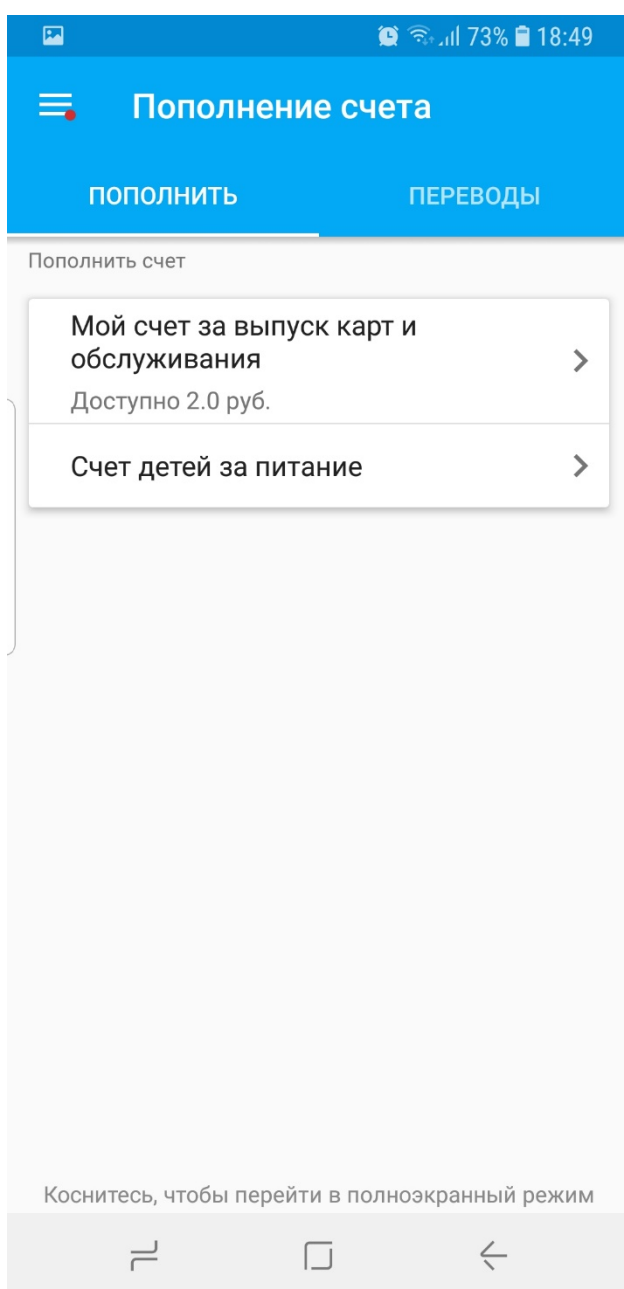 73% 18:49
Пополнение счета
ПОПОЛНИТЬ ПЕРЕВОДЫ
Пополнить счет
Мой счет за выпуск карт и
обслуживания
Доступно 2.0 руб.
Счет детей за питание
Коснитесь, чтобы перейти в полноэкранный режим